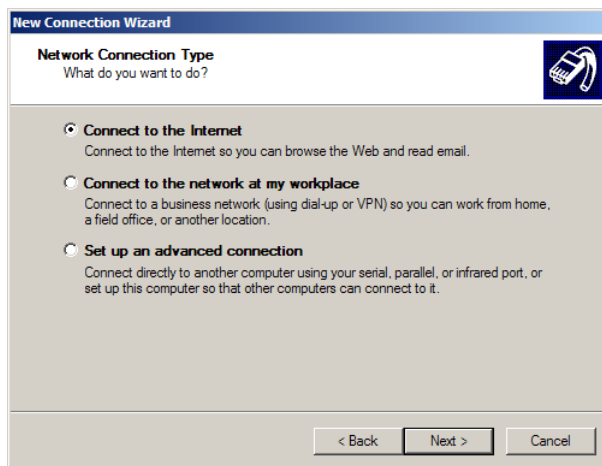 New Connection Wizard
Network Connection Type
What do you want to do?
Connect to the Internet
Connect to the Internet so you can browse the Web and read email.
Connect to the network at my workplace
Connect to a business network (using dial-up or VPN) so you can work from home,
a field office, or another location.
Set up an advanced connection
Connect directly to another computer using your serial, parallel, or infrared port, or
set up this computer so that other computers can connect to it.
< Back Next > Cancel